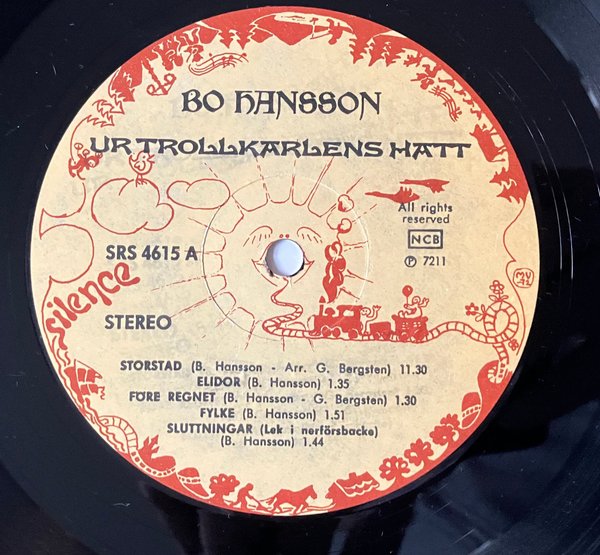 BO HANSSON
UR TROLLKARLENS HATT
All rights
reserved
SRS 4615 A
NCB
Ⓟ 7211
MV
72
silence
STEREO
STORSTAD (B. Hansson - Arr. G. Bergsten) 11.30
ELIDOR (B. Hansson) 1.35
FÖRE REGNET (B. Hansson - G. Bergsten) 1.30
FYLKE (B. Hansson) 1.51
SLUTTNINGAR (Lek i nerförsbacke)
(B. Hansson) 1.44